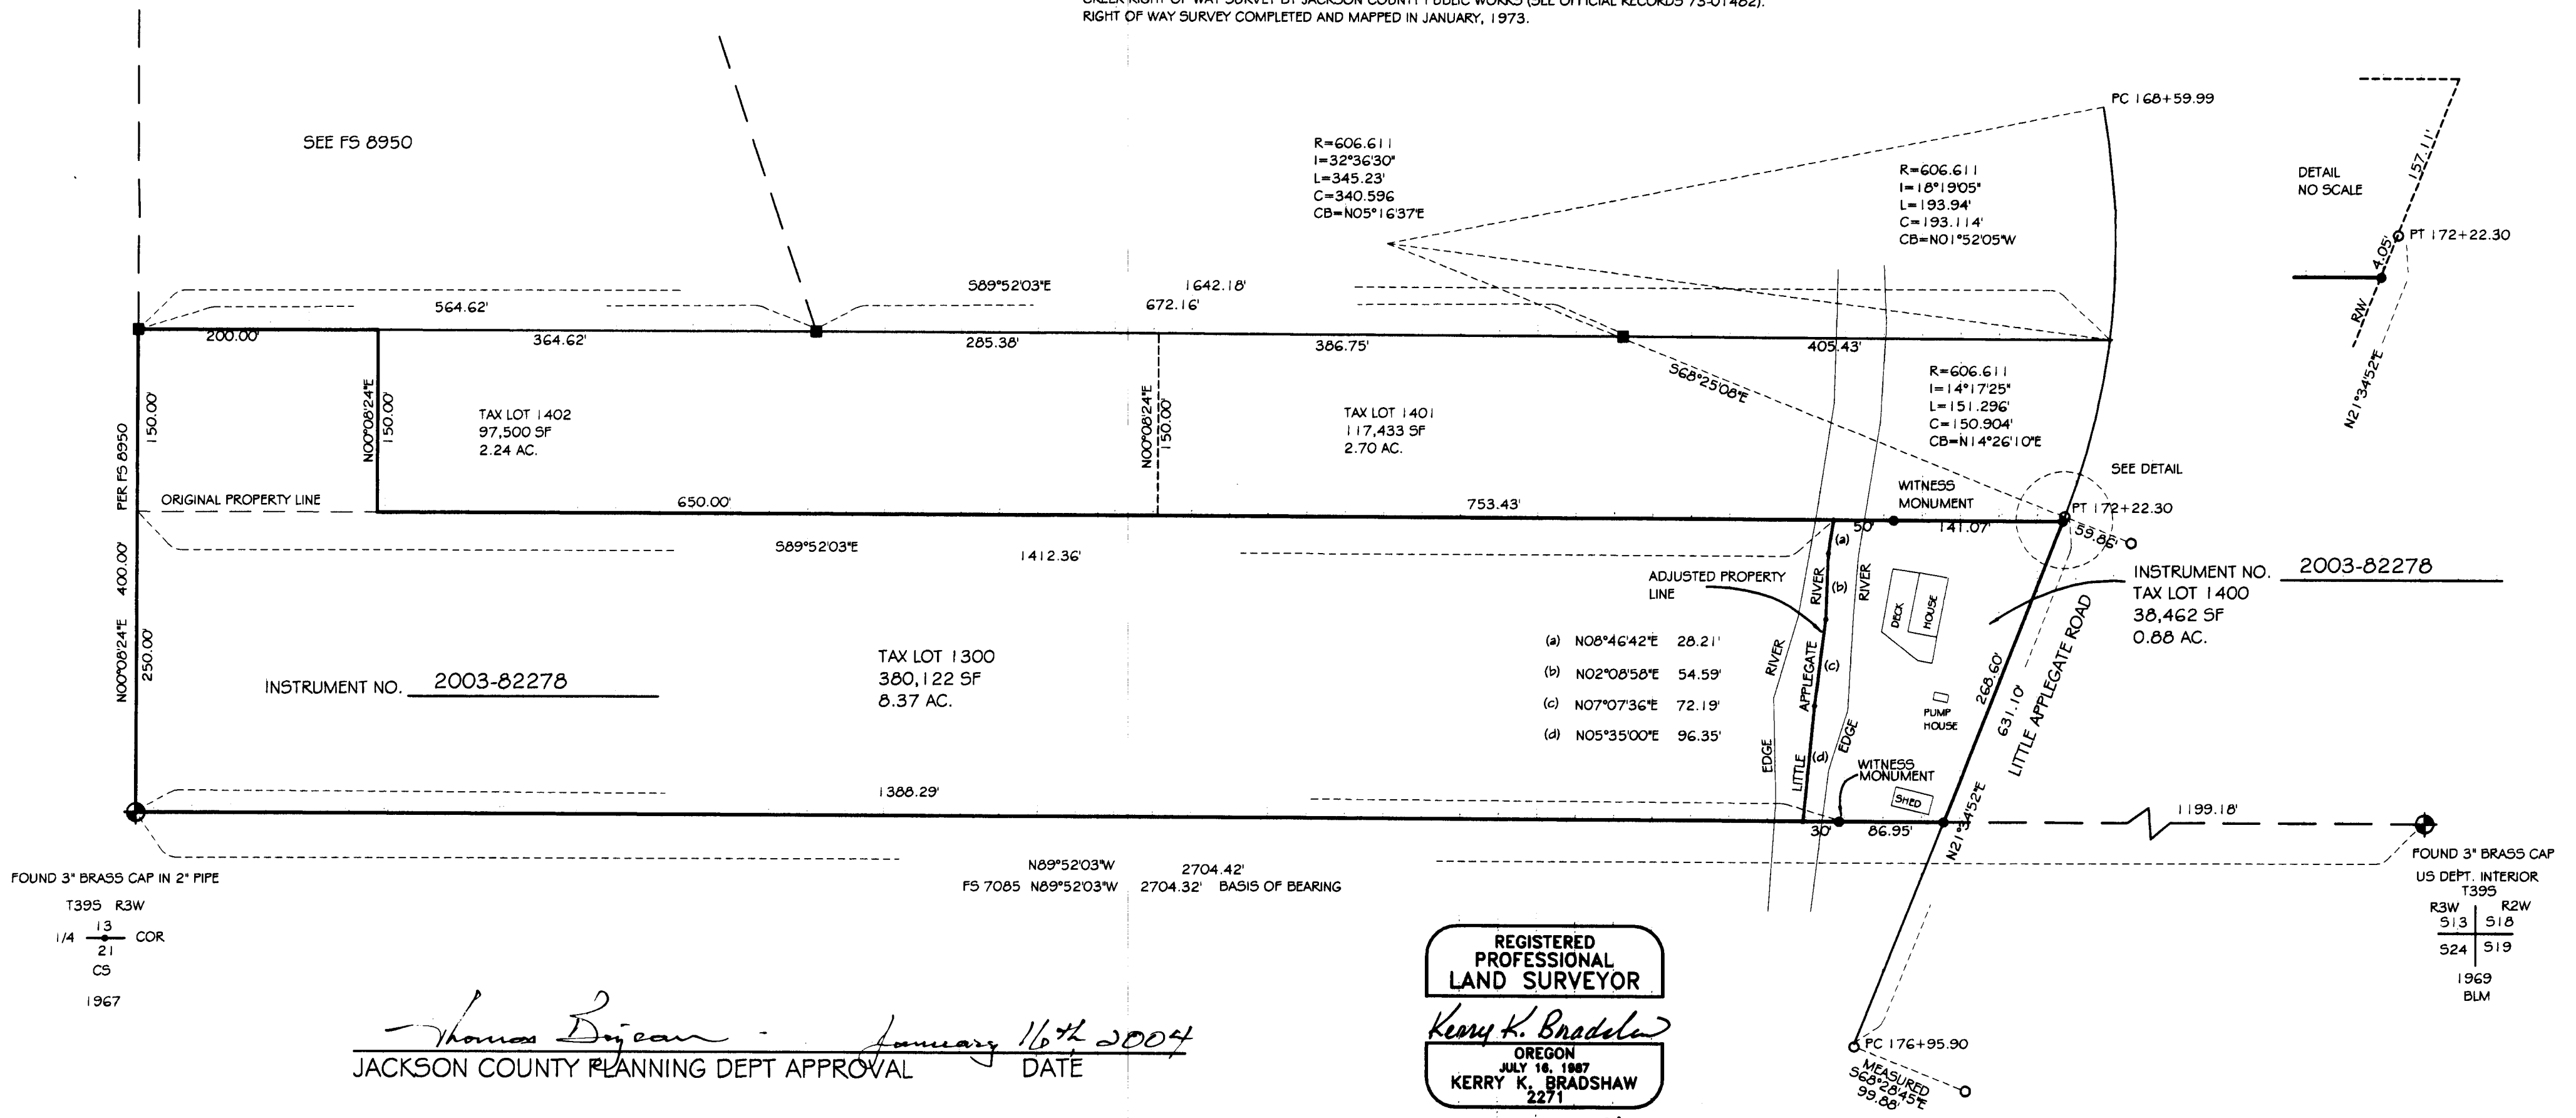 RIGHT OF WAY SURVEY COMPLETED AND MAPPED IN JANUARY, 1973.
PC 168+59.99
SEE FS 8950
R=606.611
I=32°36'30"
L=345.23'
C=340.596
CB=N05°16'37"E
R=606.611
I=18°19'05"
L=193.94'
C=193.114'
CB=N01°52'05"W
DETAIL
NO SCALE
157.11'
4.05'
PT 172+22.30
R/W
N21°34'52"E
S89°52'03"E 1642.18'
564.62'
672.16'
200.00'
364.62'
285.38'
386.75'
405.43'
S68°25'08"E
R=606.611
I=14°17'25"
L=151.296'
C=150.904'
CB=N14°26'10"E
PER FS 8950
150.00'
N00°08'24"E
150.00'
TAX LOT 1402
97,500 SF
2.24 AC.
N00°08'24"E
150.00'
TAX LOT 1401
117,433 SF
2.70 AC.
SEE DETAIL
WITNESS
MONUMENT
ORIGINAL PROPERTY LINE
650.00'
753.43'
50'
141.07'
PT 172+22.30
59.86'
S89°52'03"E
1412.36'
N00°08'24"E 400.00'
250.00'
ADJUSTED PROPERTY
LINE
(a)
(b)
(c)
(d)
RIVER
RIVER
RIVER
EDGE
EDGE
LITTLE APPLEGATE RIVER
DECK
HOUSE
PUMP
HOUSE
SHED
INSTRUMENT NO. 2003-82278
TAX LOT 1400
38,462 SF
0.88 AC.
(a) N08°46'42"E 28.21'
(b) N02°08'58"E 54.59'
(c) N07°07'36"E 72.19'
(d) N05°35'00"E 96.35'
TAX LOT 1300
380,122 SF
8.37 AC.
INSTRUMENT NO. 2003-82278
268.60'
631.10'
LITTLE APPLEGATE ROAD
WITNESS
MONUMENT
1388.29'
30'
86.95'
N21°34'52"E
1199.18'
N89°52'03"W 2704.42'
FS 7085 N89°52'03"W 2704.32' BASIS OF BEARING
FOUND 3" BRASS CAP IN 2" PIPE
T39S R3W
13
1/4 COR
21
CS
1967
FOUND 3" BRASS CAP
US DEPT. INTERIOR
T39S
R3W R2W
S13 S18
S24 S19
1969
BLM
January 16th 2004
JACKSON COUNTY PLANNING DEPT APPROVAL DATE
REGISTERED
PROFESSIONAL
LAND SURVEYOR
Kerry K. Bradshaw
OREGON
JULY 16, 1987
KERRY K. BRADSHAW
2271
PC 176+95.90
MEASURED
S68°28'45"E
99.88'